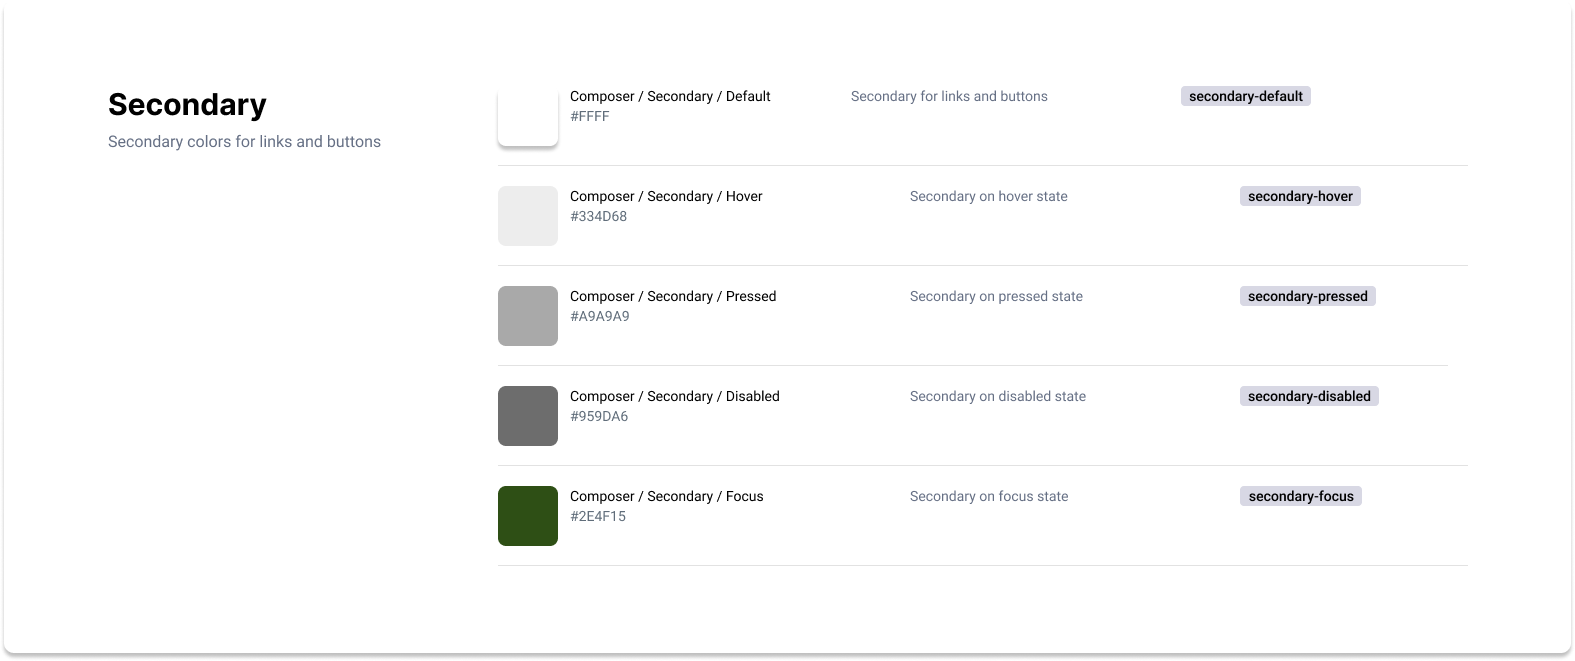 Secondary
Secondary colors for links and buttons
Composer / Secondary / Default
#FFFF
Secondary for links and buttons
secondary-default
Composer / Secondary / Hover
#334D68
Secondary on hover state
secondary-hover
Composer / Secondary / Pressed
#A9A9A9
Secondary on pressed state
secondary-pressed
Composer / Secondary / Disabled
#959DA6
Secondary on disabled state
secondary-disabled
Composer / Secondary / Focus
#2E4F15
Secondary on focus state
secondary-focus